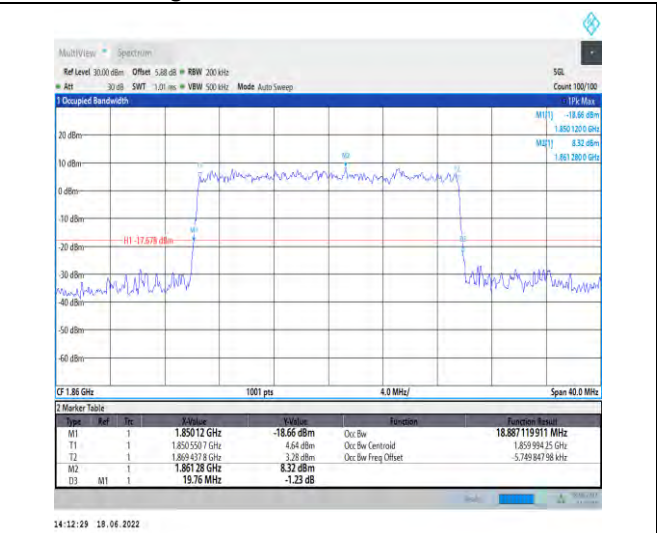 MultiView Spectrum
Ref Level 30.00 dBm Offset 5.88 dB RBW 200 kHz SGL
Att 30 dB SWT 1.01 ms VBW 500 kHz Mode Auto Sweep Count 100/100
1 Occupied Bandwidth 1Pk Max
M1[1] -18.66 dBm
1.850 120 0 GHz
M2[1] 8.32 dBm
1.861 280 0 GHz
20 dBm
10 dBm
M2
T1
T2
0 dBm
-10 dBm
M1
H1 -17.679 dBm
D3
-20 dBm
-30 dBm
-40 dBm
-50 dBm
-60 dBm
CF 1.86 GHz 1001 pts 4.0 MHz/ Span 40.0 MHz
2 Marker Table
Type Ref Trc X-Value Y-Value Function Function Result
M1 1 1.85012 GHz -18.66 dBm Occ Bw 18.887119911 MHz
T1 1 1.850 550 7 GHz 4.64 dBm Occ Bw Centroid 1.859 994 25 GHz
T2 1 1.869 437 8 GHz 3.28 dBm Occ Bw Freq Offset -5.749 847 98 kHz
M2 1 1.861 28 GHz 8.32 dBm
D3 M1 1 19.76 MHz -1.23 dB
14:12:29 18.06.2022